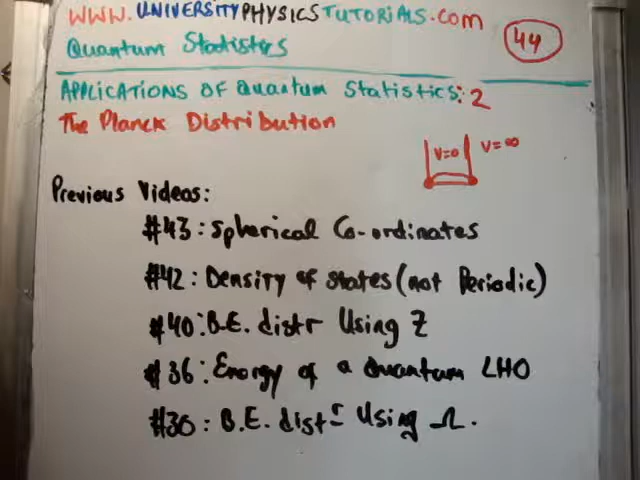 WWW.UNIVERSITYPHYSICSTUTORIALS.COM
Quantum Statistics
44
APPLICATIONS OF Quantum Statistics: 2
The Planck Distribution
V=0 V=∞
Previous Videos:
#43: Spherical Co-ordinates
#42: Density of states (not Periodic)
#40: B.E. distr Using Z
#36: Energy of a Quantum LHO
#30: B.E. distr Using Ω.